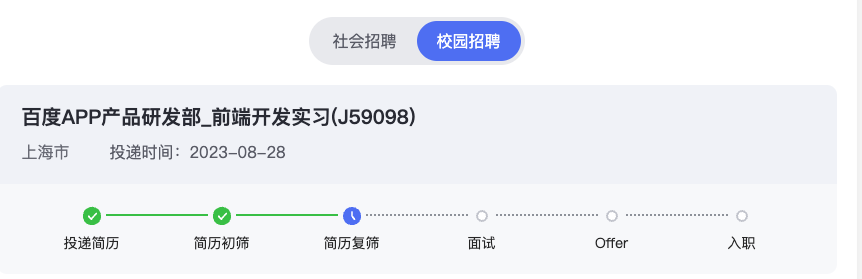 社会招聘 校园招聘
百度APP产品研发部_前端开发实习(J59098)
上海市 投递时间：2023-08-28
投递简历 简历初筛 简历复筛 面试 Offer 入职